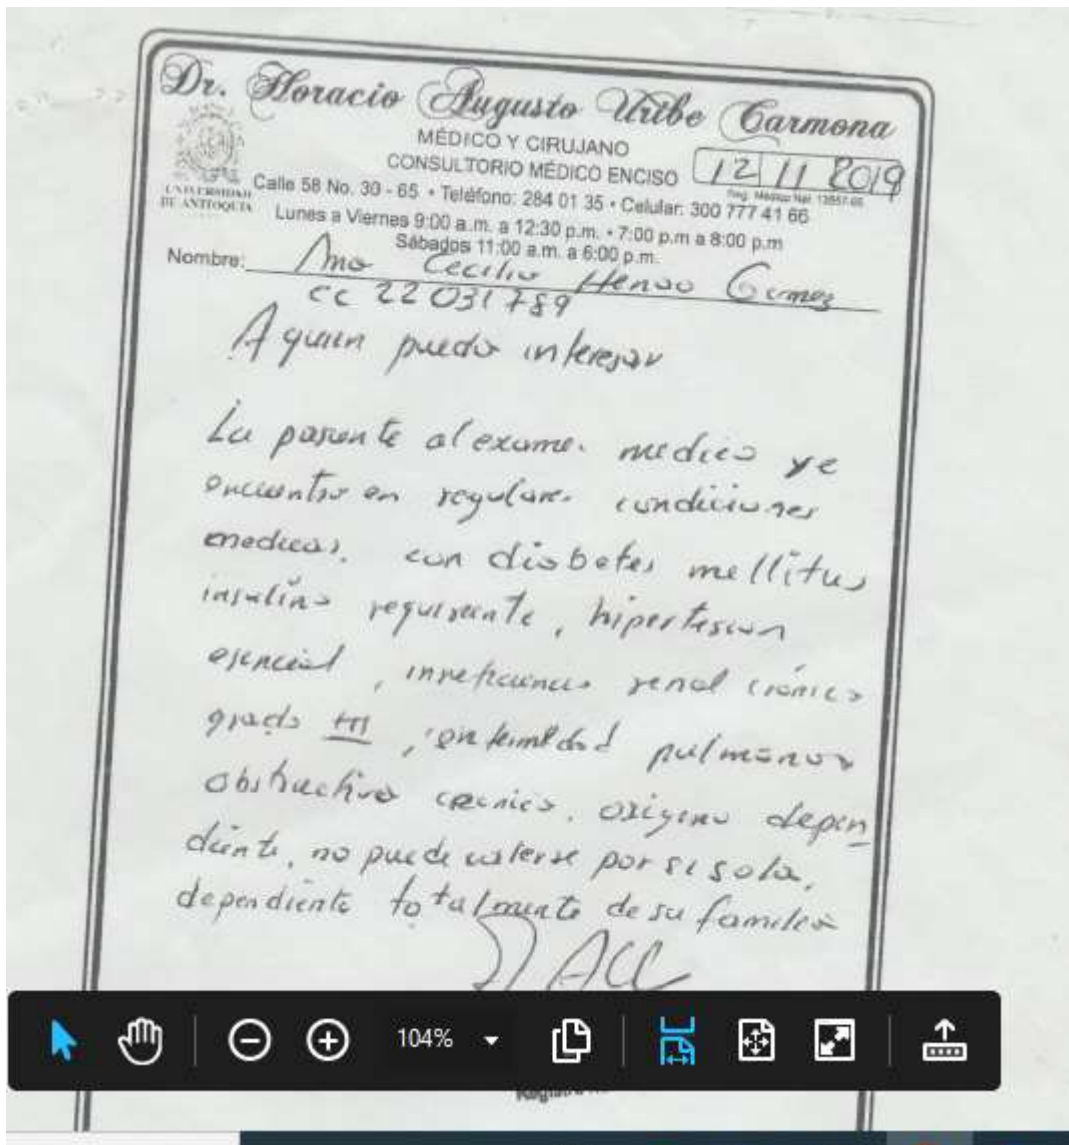 Dr. Horacio Augusto Uribe Carmona
MÉDICO Y CIRUJANO
CONSULTORIO MÉDICO ENCISO
12 11 2019
UNIVERSIDAD
DE ANTIOQUIA
Calle 58 No. 30 - 65 • Teléfono: 284 01 35 • Celular: 300 777 41 66
Lunes a Viernes 9:00 a.m. a 12:30 p.m. • 7:00 p.m a 8:00 p.m
Sábados 11:00 a.m. a 6:00 p.m.
Nombre: Ana Cecilia Henao Gomez
cc 22031789
A quien pueda interesar
La paciente al examen medico se
encuentra en regulares condiciones
medicas, con diabetes mellitus
insulino requiriente, hipertension
esencial, insuficiencia renal cronica
grado III, enfermedad pulmonar
obstructiva cronica, oxigeno depen
diente, no puede valerse por si sola,
dependiente totalmente de su familia
104%